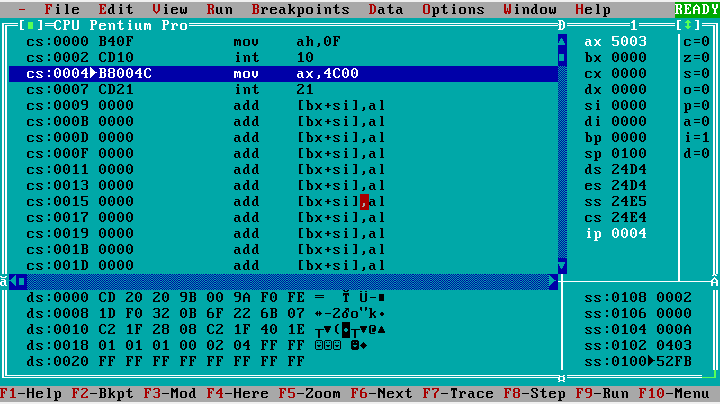 - File Edit View Run Breakpoints Data Options Window Help READY
[■]=CPU Pentium Pro D 1 [↕]
cs:0000 B40F mov ah,0F ax 5003 c=0
cs:0002 CD10 int 10 bx 0000 z=0
cs:0004►B8004C mov ax,4C00 cx 0000 s=0
cs:0007 CD21 int 21 dx 0000 o=0
cs:0009 0000 add [bx+si],al si 0000 p=0
cs:000B 0000 add [bx+si],al di 0000 a=0
cs:000D 0000 add [bx+si],al bp 0000 i=1
cs:000F 0000 add [bx+si],al sp 0100 d=0
cs:0011 0000 add [bx+si],al ds 24D4
cs:0013 0000 add [bx+si],al es 24D4
cs:0015 0000 add [bx+si],al ss 24E5
cs:0017 0000 add [bx+si],al cs 24E4
cs:0019 0000 add [bx+si],al ip 0004
cs:001B 0000 add [bx+si],al
cs:001D 0000 add [bx+si],al
ds:0000 CD 20 20 9B 00 9A F0 FE ss:0108 0002
ds:0008 1D F0 32 0B 6F 22 6B 07 ↔-2♂o"k• ss:0106 0000
ds:0010 C2 1F 28 08 C2 1F 40 1E ┬▼(◘┬▼@▲ ss:0104 000A
ds:0018 01 01 01 00 02 04 FF FF ☺☺☺ ☻♦ ss:0102 0403
ds:0020 FF FF FF FF FF FF FF FF ss:0100►52FB
F1-Help F2-Bkpt F3-Mod F4-Here F5-Zoom F6-Next F7-Trace F8-Step F9-Run F10-Menu